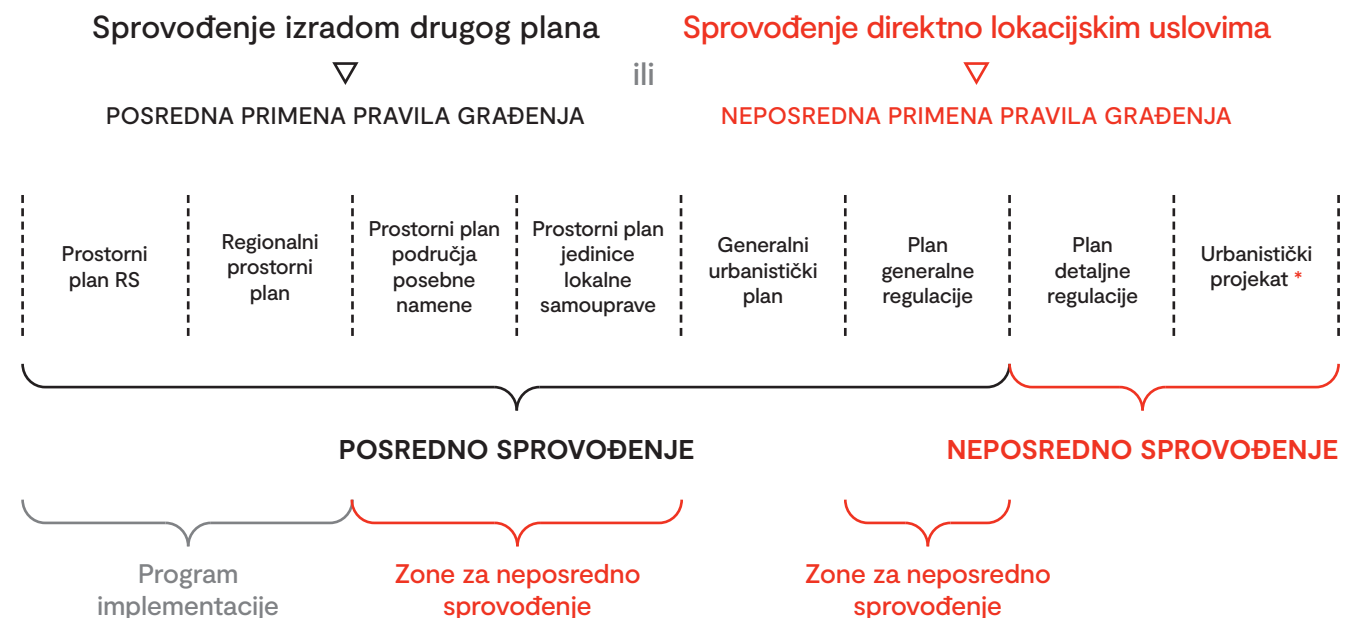 Sprovođenje izradom drugog plana
ili
Sprovođenje direktno lokacijskim uslovima
POSREDNA PRIMENA PRAVILA GRAĐENJA
NEPOSREDNA PRIMENA PRAVILA GRAĐENJA
Prostorni
plan RS
Regionalni
prostorni
plan
Prostorni plan
područja
posebne
namene
Prostorni plan
jedinice
lokalne
samouprave
Generalni
urbanistički
plan
Plan
generalne
regulacije
Plan
detaljne
regulacije
Urbanistički
projekat *
POSREDNO SPROVOĐENJE
NEPOSREDNO SPROVOĐENJE
Program
implementacije
Zone za neposredno
sprovođenje
Zone za neposredno
sprovođenje